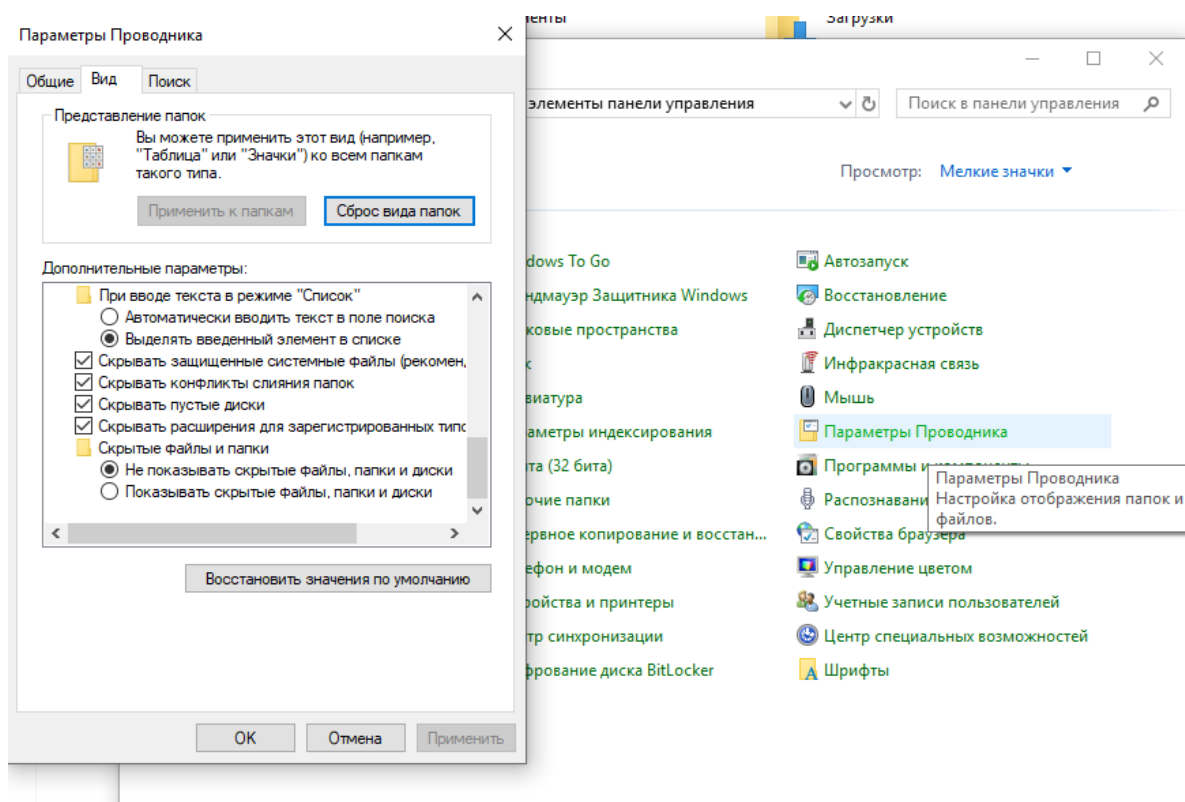 Параметры Проводника
Общие
Вид
Поиск
Представление папок
Вы можете применить этот вид (например,
"Таблица" или "Значки") ко всем папкам
такого типа.
Применить к папкам
Сброс вида папок
Дополнительные параметры:
При вводе текста в режиме "Список"
Автоматически вводить текст в поле поиска
Выделять введенный элемент в списке
Скрывать защищенные системные файлы (рекомен,
Скрывать конфликты слияния папок
Скрывать пустые диски
Скрывать расширения для зарегистрированных типо
Скрытые файлы и папки
Не показывать скрытые файлы, папки и диски
Показывать скрытые файлы, папки и диски
Восстановить значения по умолчанию
OK
Отмена
Применить
Загрузки
элементы панели управления
Поиск в панели управления
Просмотр: Мелкие значки
dows To Go
ндмауэр Защитника Windows
ковые пространства
виатура
аметры индексирования
та (32 бита)
очие папки
ервное копирование и восстан...
ефон и модем
ройства и принтеры
тр синхронизации
фрование диска BitLocker
Автозапуск
Восстановление
Диспетчер устройств
Инфракрасная связь
Мышь
Параметры Проводника
Программы и компоненты
Распознавани
Свойства браузера
Управление цветом
Учетные записи пользователей
Центр специальных возможностей
Шрифты
Параметры Проводника
Настройка отображения папок и
файлов.